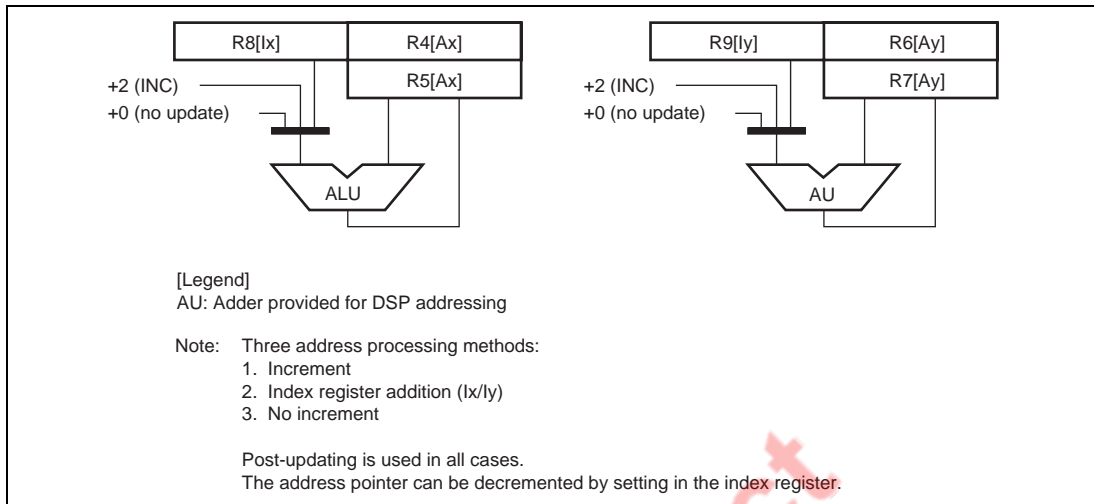 R8[Ix] R4[Ax] R9[Iy] R6[Ay]
R5[Ax] R7[Ay]
+2 (INC) +2 (INC)
+0 (no update) +0 (no update)
ALU AU
[Legend]
AU: Adder provided for DSP addressing
Note: Three address processing methods:
1. Increment
2. Index register addition (Ix/Iy)
3. No increment
Post-updating is used in all cases.
The address pointer can be decremented by setting in the index register.